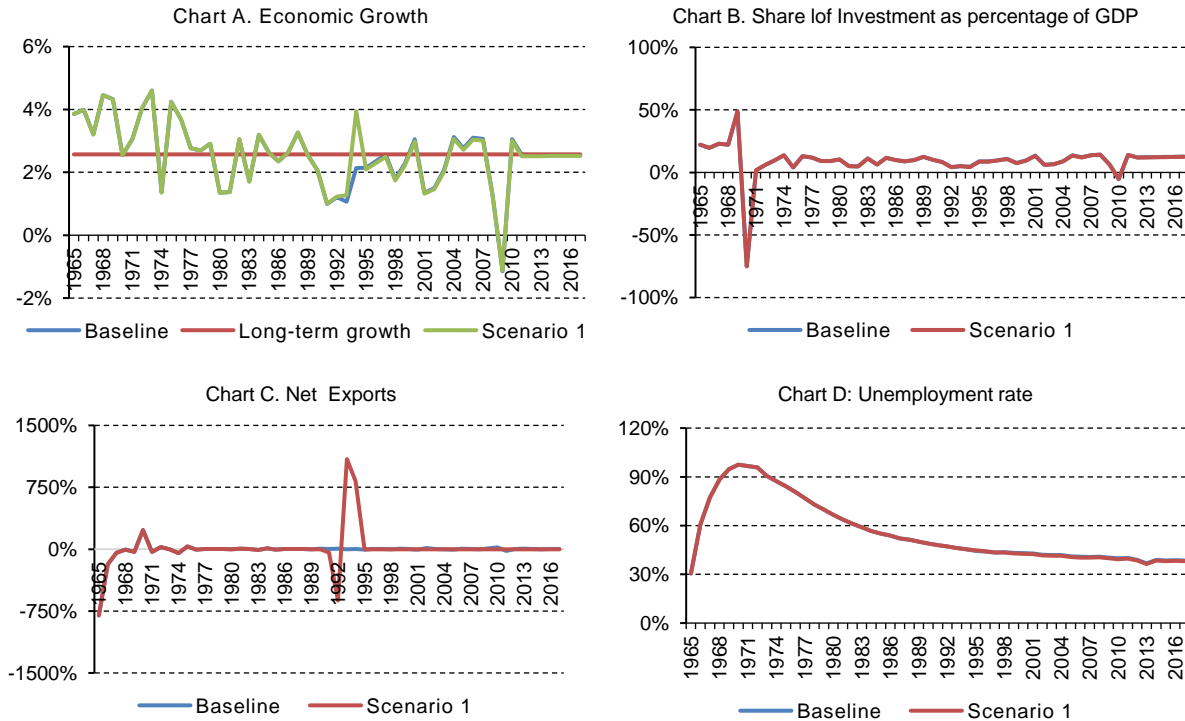 Chart A. Economic Growth
6%
4%
2%
0%
-2%
1965 1968 1971 1974 1977 1980 1983 1986 1989 1992 1995 1998 2001 2004 2007 2010 2013 2016
Baseline Long-term growth Scenario 1
Chart B. Share lof Investment as percentage of GDP
100%
50%
0%
-50%
-100%
1965 1968 1971 1974 1977 1980 1983 1986 1989 1992 1995 1998 2001 2004 2007 2010 2013 2016
Baseline Scenario 1
Chart C. Net Exports
1500%
750%
0%
-750%
-1500%
1965 1968 1971 1974 1977 1980 1983 1986 1989 1992 1995 1998 2001 2004 2007 2010 2013 2016
Baseline Scenario 1
Chart D: Unemployment rate
120%
90%
60%
30%
0%
1965 1968 1971 1974 1977 1980 1983 1986 1989 1992 1995 1998 2001 2004 2007 2010 2013 2016
Baseline Scenario 1